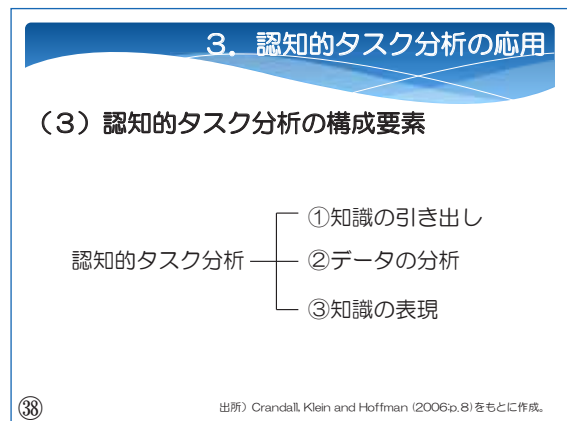 3．認知的タスク分析の応用
（3）認知的タスク分析の構成要素
①知識の引き出し
認知的タスク分析
②データの分析
③知識の表現
㊳
出所）Crandall, Klein and Hoffman (2006:p.8)をもとに作成。